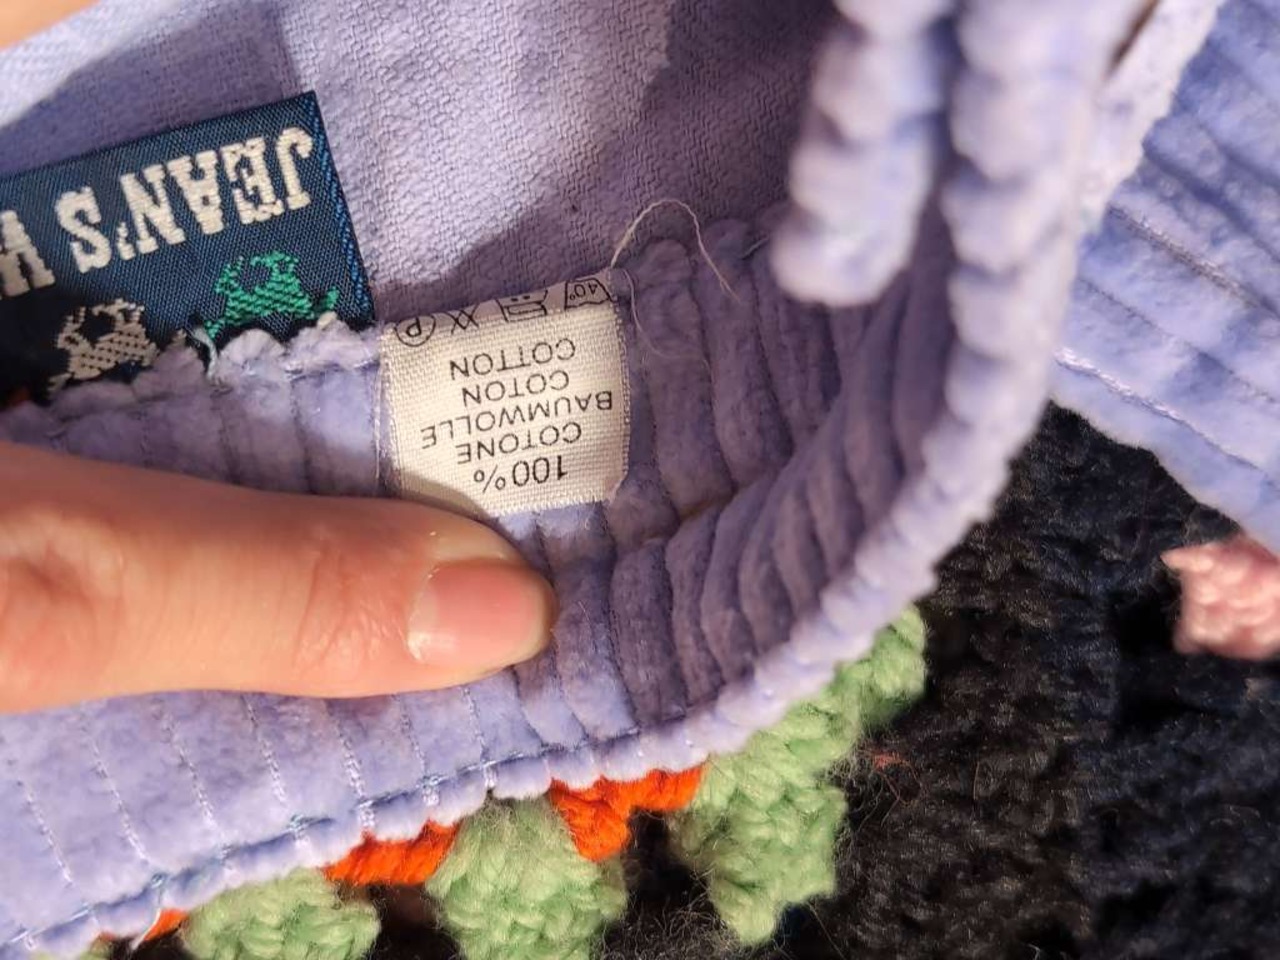 JEAN'S W
100%
COTONE
BAUMWOLLE
COTON
COTTON
40° P